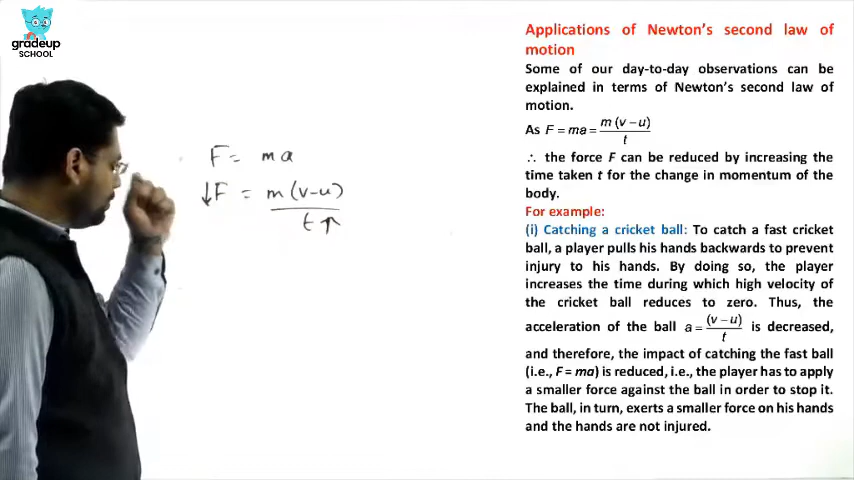 gradeup
SCHOOL
F = ma
↓F = m(v-u)
t↑
Applications of Newton's second law of
motion
Some of our day-to-day observations can be
explained in terms of Newton's second law of
motion.
As F = ma = m(v – u)
t
∴ the force F can be reduced by increasing the
time taken t for the change in momentum of the
body.
For example:
(i) Catching a cricket ball: To catch a fast cricket
ball, a player pulls his hands backwards to prevent
injury to his hands. By doing so, the player
increases the time during which high velocity of
the cricket ball reduces to zero. Thus, the
acceleration of the ball a = (v – u)
t is decreased,
and therefore, the impact of catching the fast ball
(i.e., F = ma) is reduced, i.e., the player has to apply
a smaller force against the ball in order to stop it.
The ball, in turn, exerts a smaller force on his hands
and the hands are not injured.